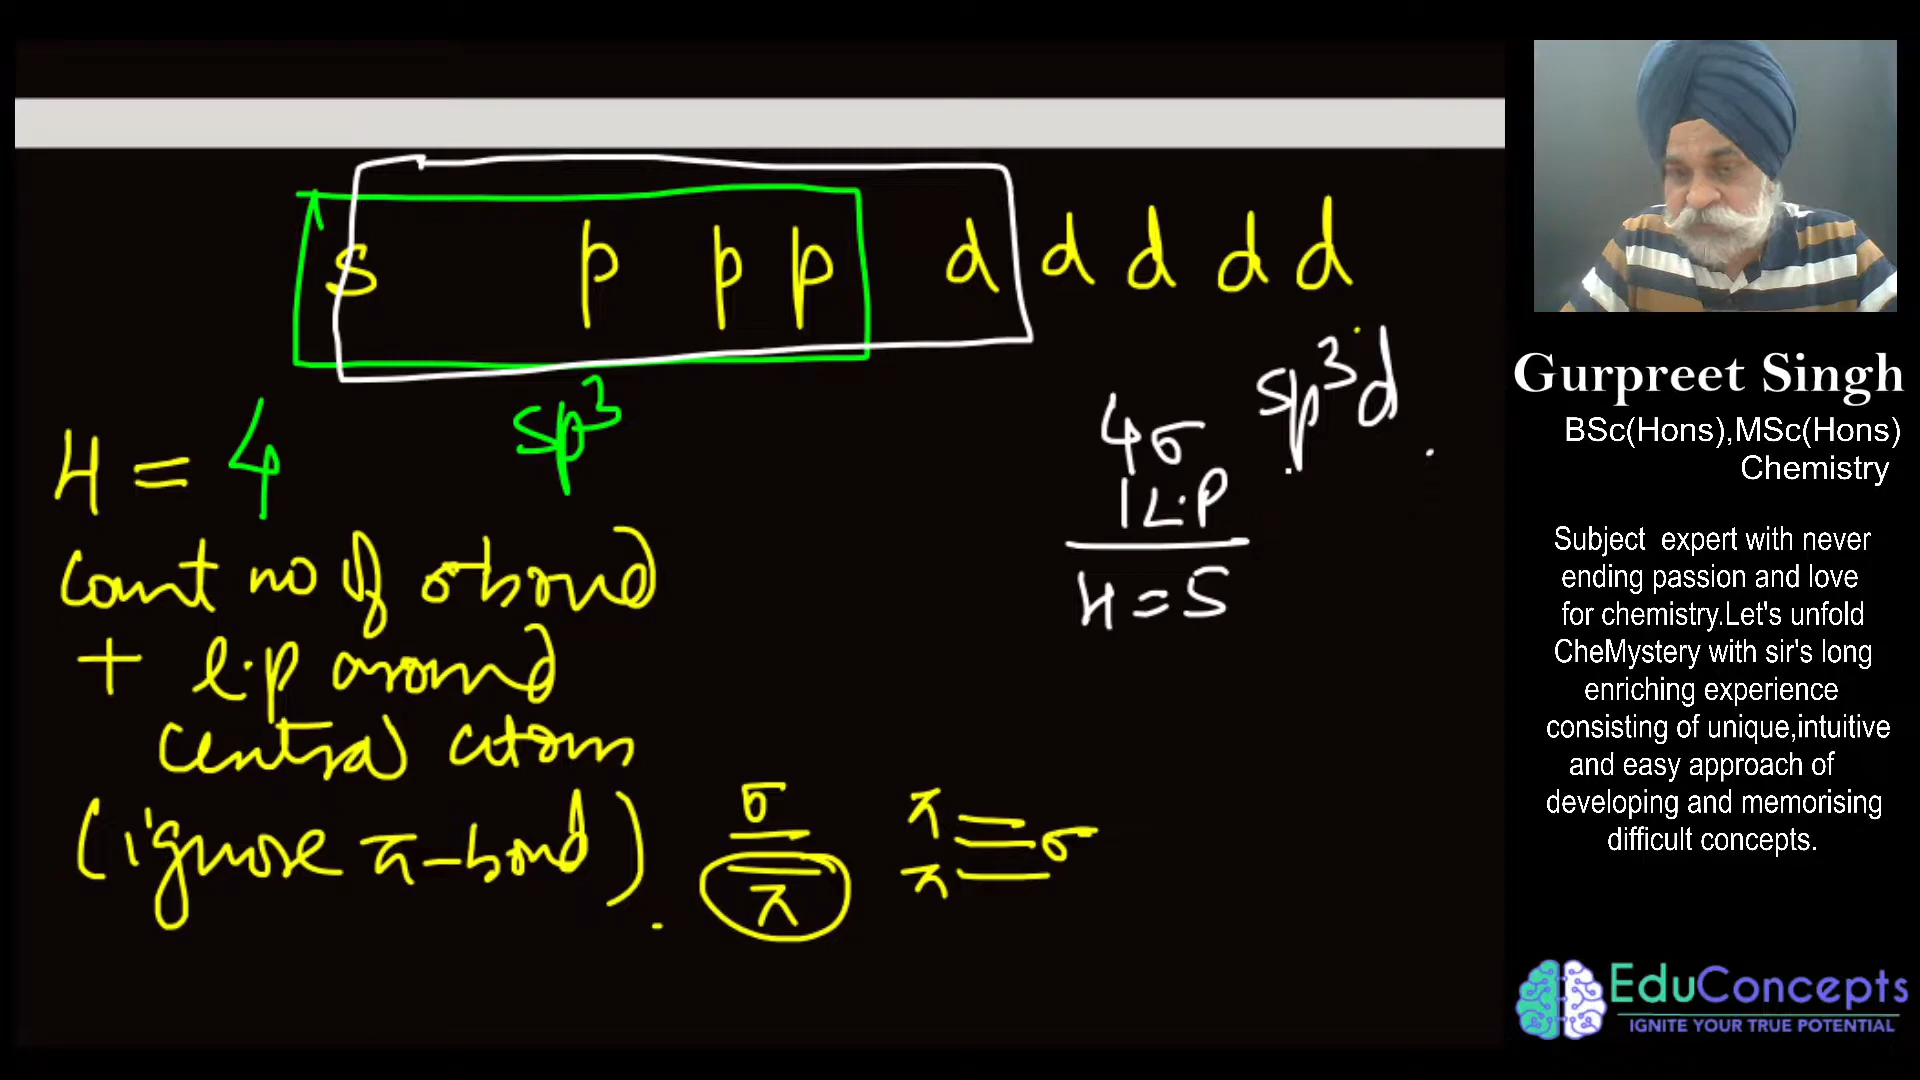 s p p p d d d d d
sp³
sp³d
H = 4
4σ
1 L.P
H = 5
count no of σ bond
+ l.p around
central atom
(ignore π-bond).
σ
π
π
σ
π
Gurpreet Singh
BSc(Hons),MSc(Hons)
Chemistry
Subject expert with never
ending passion and love
for chemistry.Let's unfold
CheMystery with sir's long
enriching experience
consisting of unique,intuitive
and easy approach of
developing and memorising
difficult concepts.
EduConcepts
IGNITE YOUR TRUE POTENTIAL